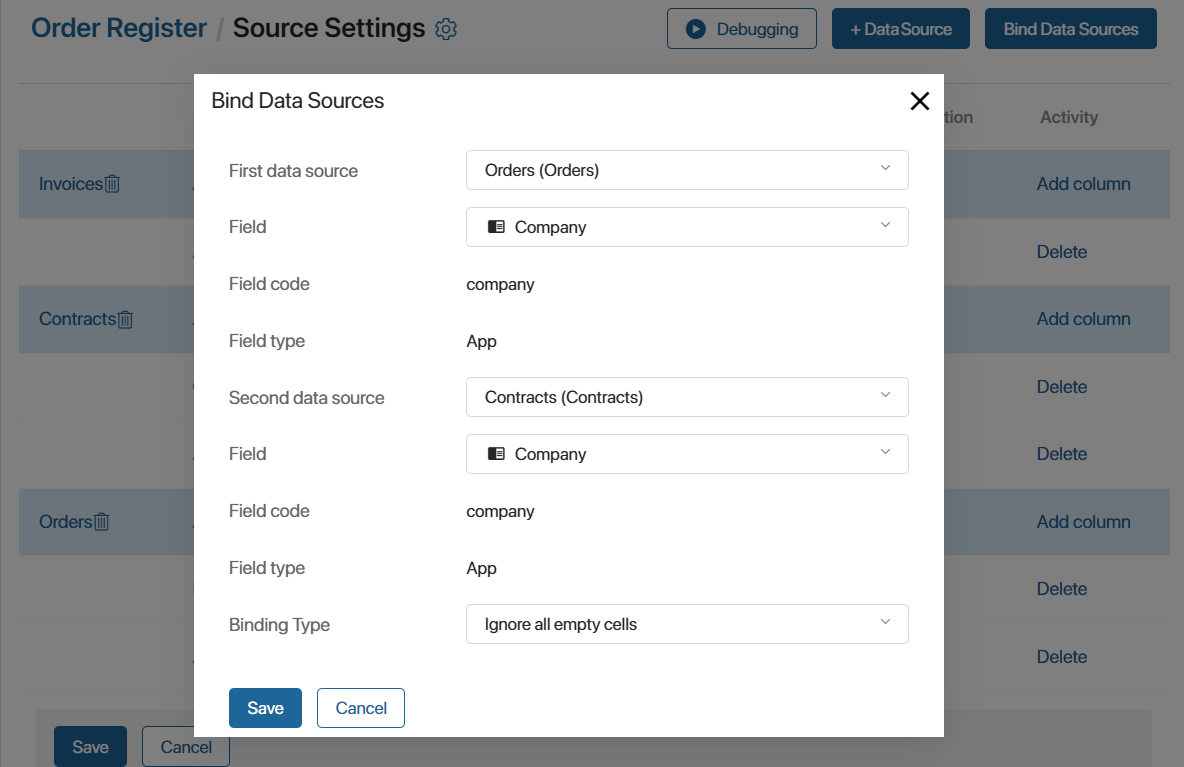 Order Register / Source Settings
Debugging
+ Data Source
Bind Data Sources
Bind Data Sources
tion
Activity
First data source
Orders (Orders)
Invoices
Add column
Field
Company
Delete
Field code
company
Contracts
Add column
Field type
App
Delete
Second data source
Contracts (Contracts)
Field
Company
Delete
Field code
company
Orders
Add column
Field type
App
Delete
Binding Type
Ignore all empty cells
Delete
Save
Cancel
Save
Cancel